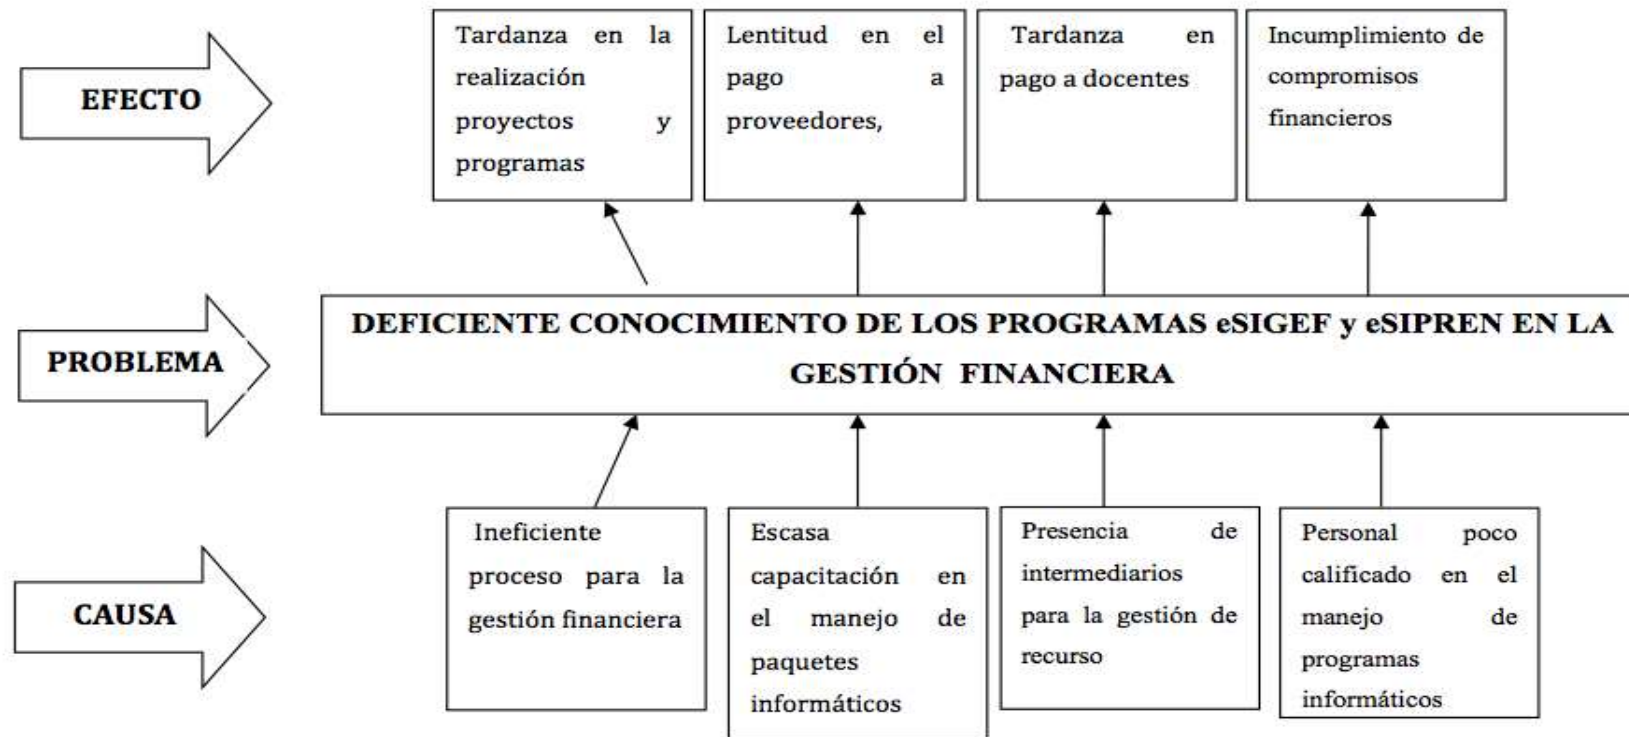 EFECTO
Tardanza en la
realización
proyectos y
programas
Lentitud en el
pago a
proveedores,
Tardanza en
pago a docentes
Incumplimiento de
compromisos
financieros
PROBLEMA
DEFICIENTE CONOCIMIENTO DE LOS PROGRAMAS eSIGEF y eSIPREN EN LA
GESTIÓN FINANCIERA
CAUSA
Ineficiente
proceso para la
gestión financiera
Escasa
capacitación en
el manejo de
paquetes
informáticos
Presencia de
intermediarios
para la gestión de
recurso
Personal poco
calificado en el
manejo de
programas
informáticos